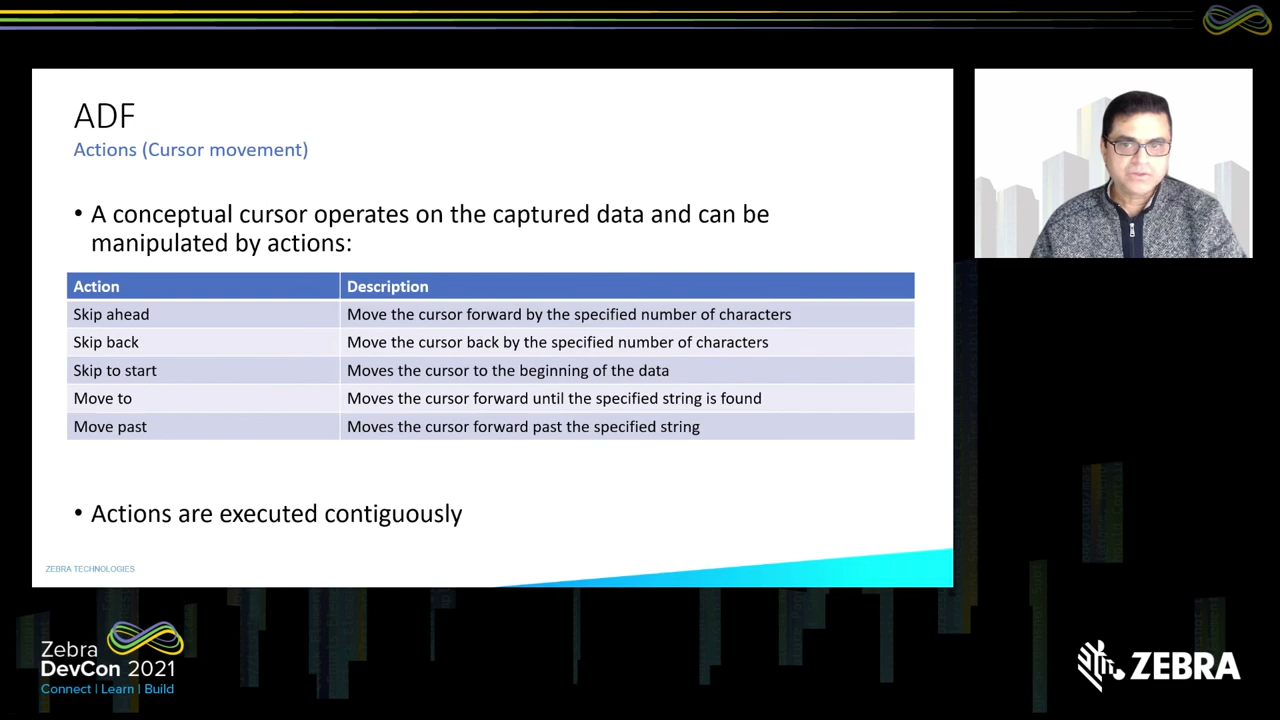 ADF
Actions (Cursor movement)
• A conceptual cursor operates on the captured data and can be
manipulated by actions:
Action Description
Skip ahead Move the cursor forward by the specified number of characters
Skip back Move the cursor back by the specified number of characters
Skip to start Moves the cursor to the beginning of the data
Move to Moves the cursor forward until the specified string is found
Move past Moves the cursor forward past the specified string
• Actions are executed contiguously
ZEBRA TECHNOLOGIES
Zebra
DevCon 2021
Connect | Learn | Build
ZEBRA